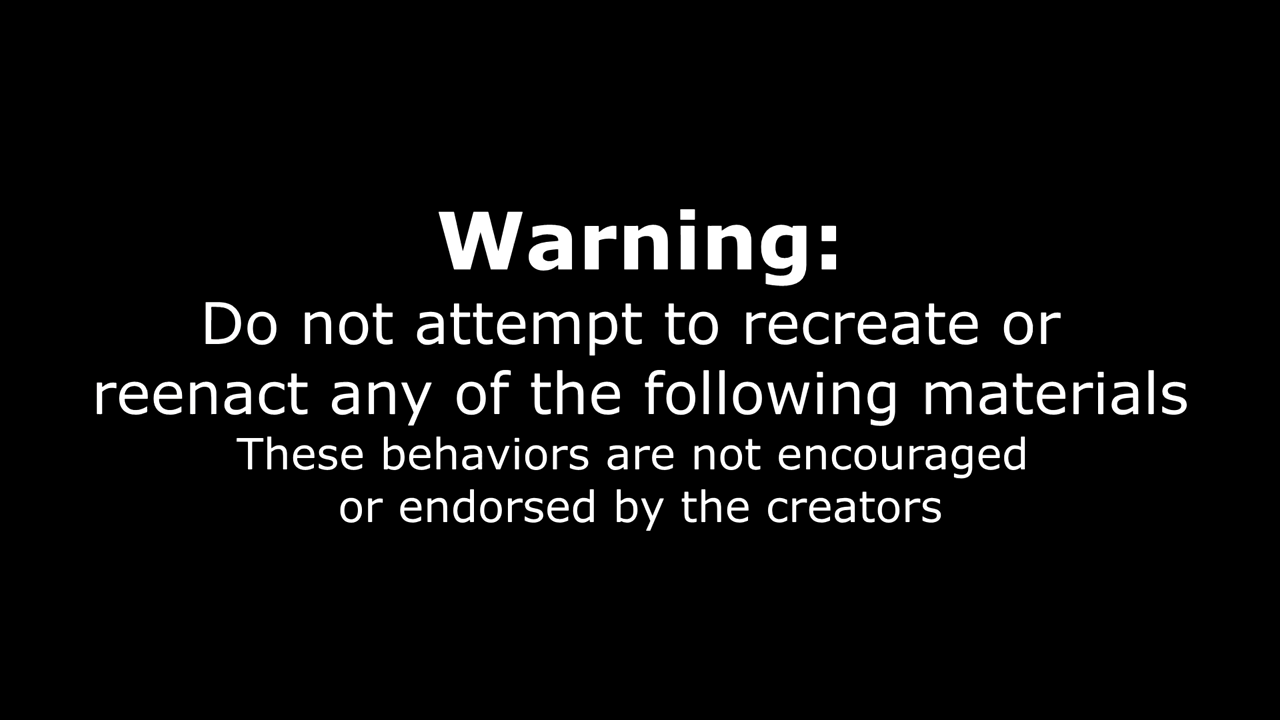 Warning:
Do not attempt to recreate or
reenact any of the following materials
These behaviors are not encouraged
or endorsed by the creators